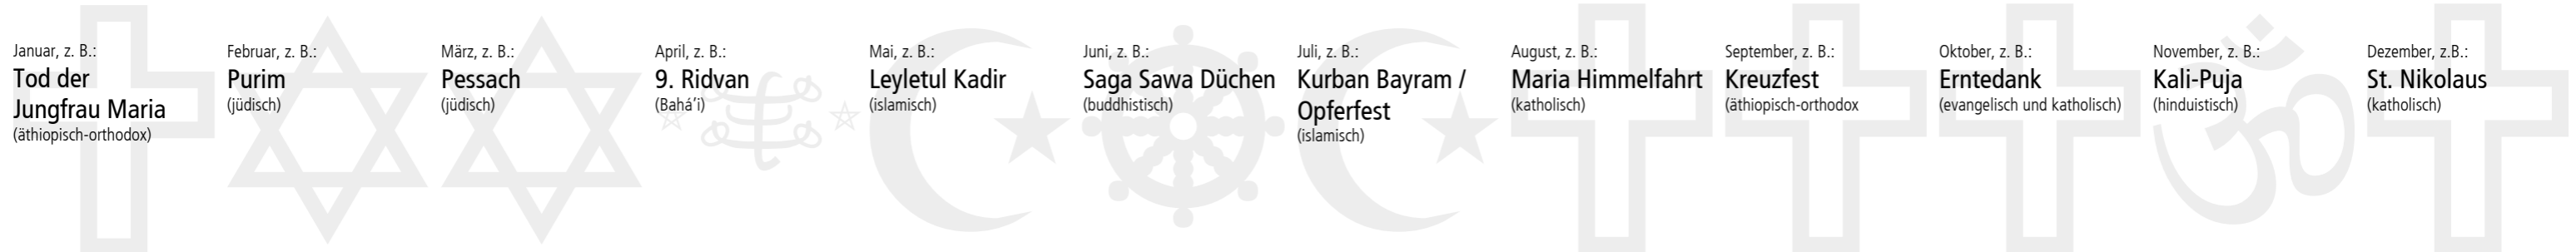 Januar, z. B.:
Tod der
Jungfrau Maria
(äthiopisch-orthodox)
Februar, z. B.:
Purim
(jüdisch)
März, z. B.:
Pessach
(jüdisch)
April, z. B.:
9. Ridvan
(Bahá’i)
Mai, z. B.:
Leyletul Kadir
(islamisch)
Juni, z. B.:
Saga Sawa Düchen
(buddhistisch)
Juli, z. B.:
Kurban Bayram /
Opferfest
(islamisch)
August, z. B.:
Maria Himmelfahrt
(katholisch)
September, z. B.:
Kreuzfest
(äthiopisch-orthodox
Oktober, z. B.:
Erntedank
(evangelisch und katholisch)
November, z. B.:
Kali-Puja
(hinduistisch)
Dezember, z.B.:
St. Nikolaus
(katholisch)